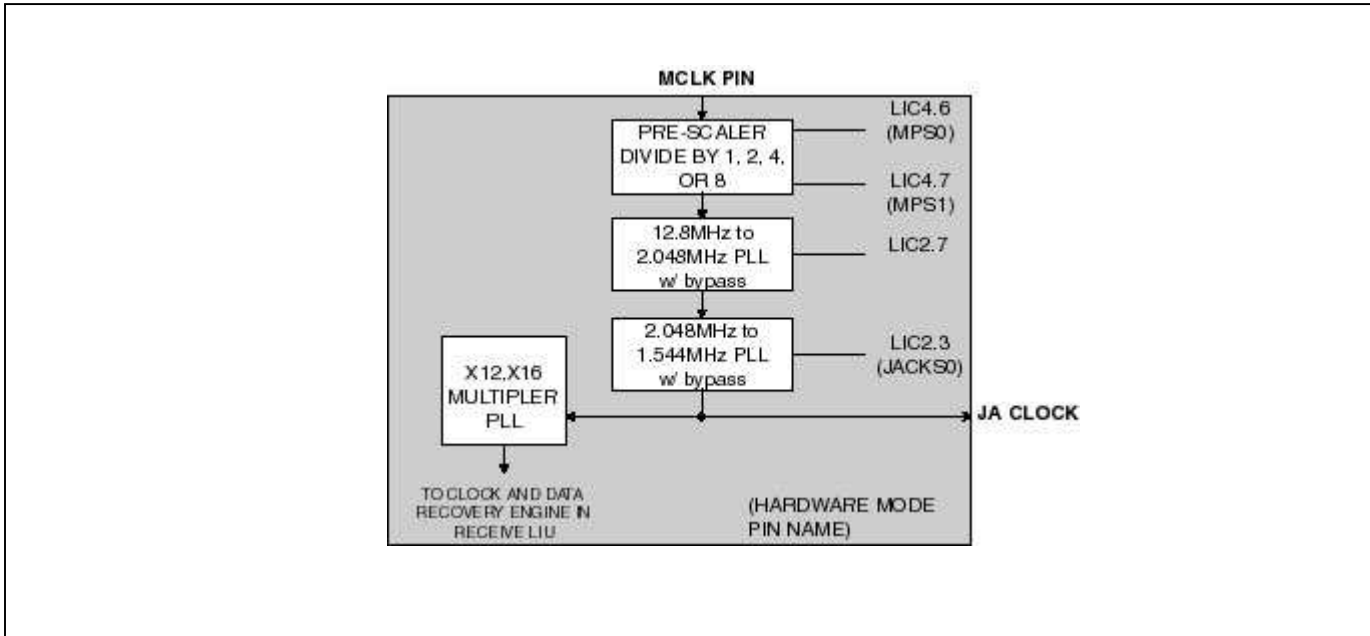 MCLK PIN
PRE-SCALER
DIVIDE BY 1, 2, 4,
OR 8
LIC4.6
(MPS0)
LIC4.7
(MPS1)
12.8MHz to
2.048MHz PLL
w/ bypass
LIC2.7
2.048MHz to
1.544MHz PLL
w/ bypass
LIC2.3
(JACKS0)
X12,X16
MULTIPLER
PLL
JA CLOCK
TO CLOCK AND DATA
RECOVERY ENGINE IN
RECEIVE LIU
(HARDWARE MODE
PIN NAME)